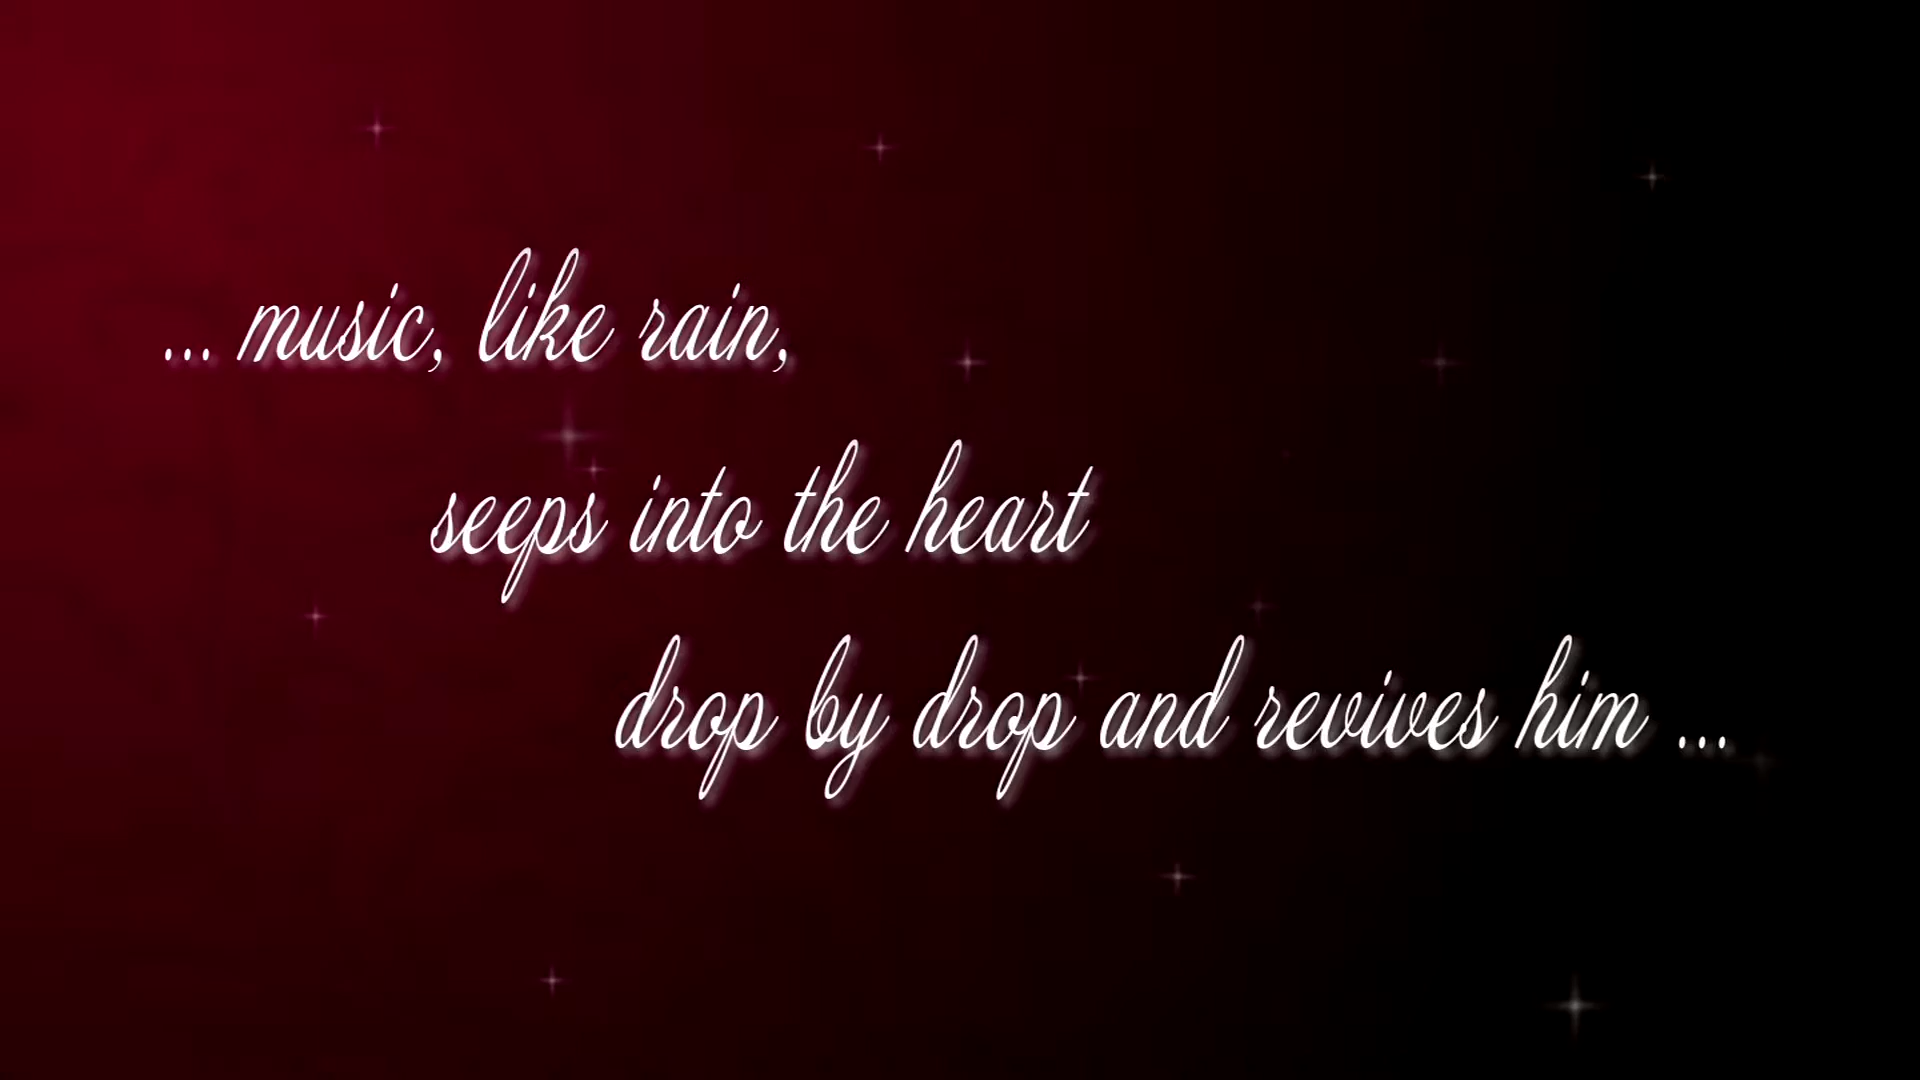 ... music, like rain,
seeps into the heart
drop by drop and revives him ...